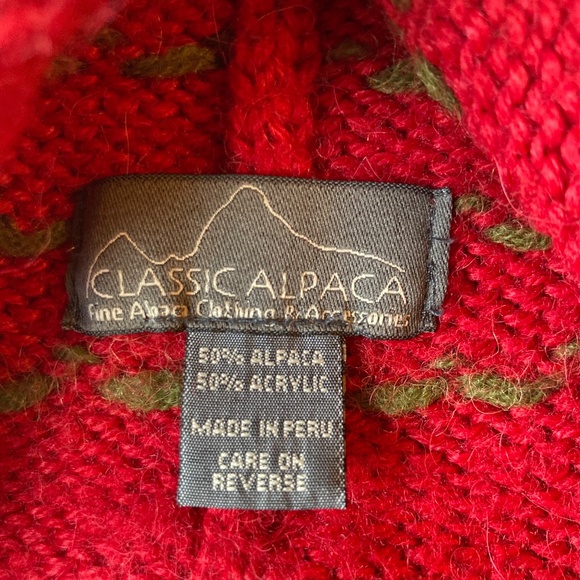 CLASSIC ALPACA
Fine Alpaca Clothing & Accessories
50% ALPACA
50% ACRYLIC
MADE IN PERU
CARE ON
REVERSE